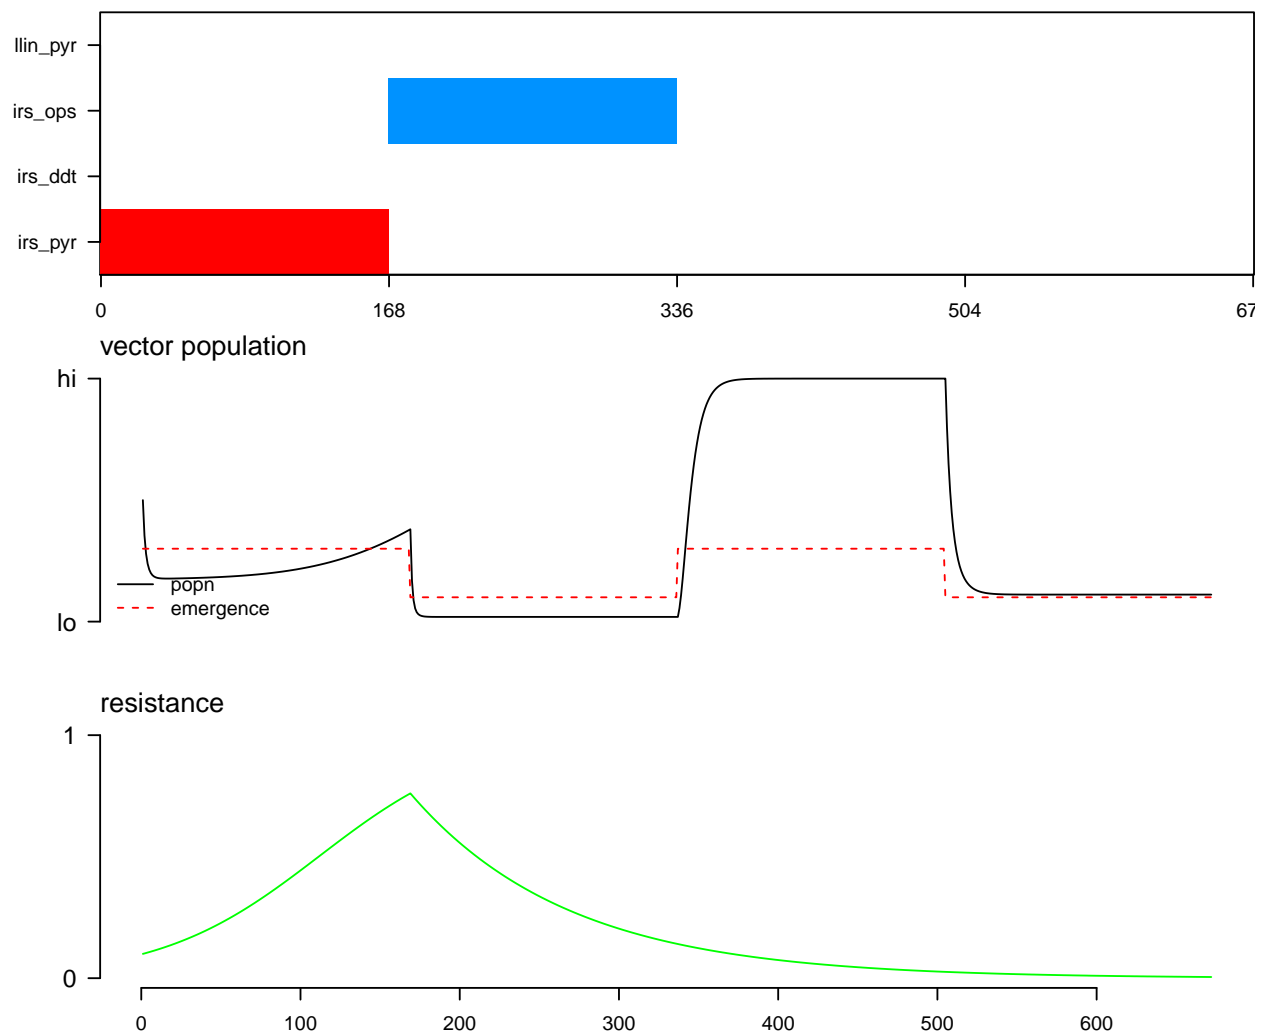 llin_pyr
irs_ops
irs_ddt
irs_pyr
0 168 336 504 67
vector population
hi
popn
emergence
lo
resistance
1
0
0 100 200 300 400 500 600